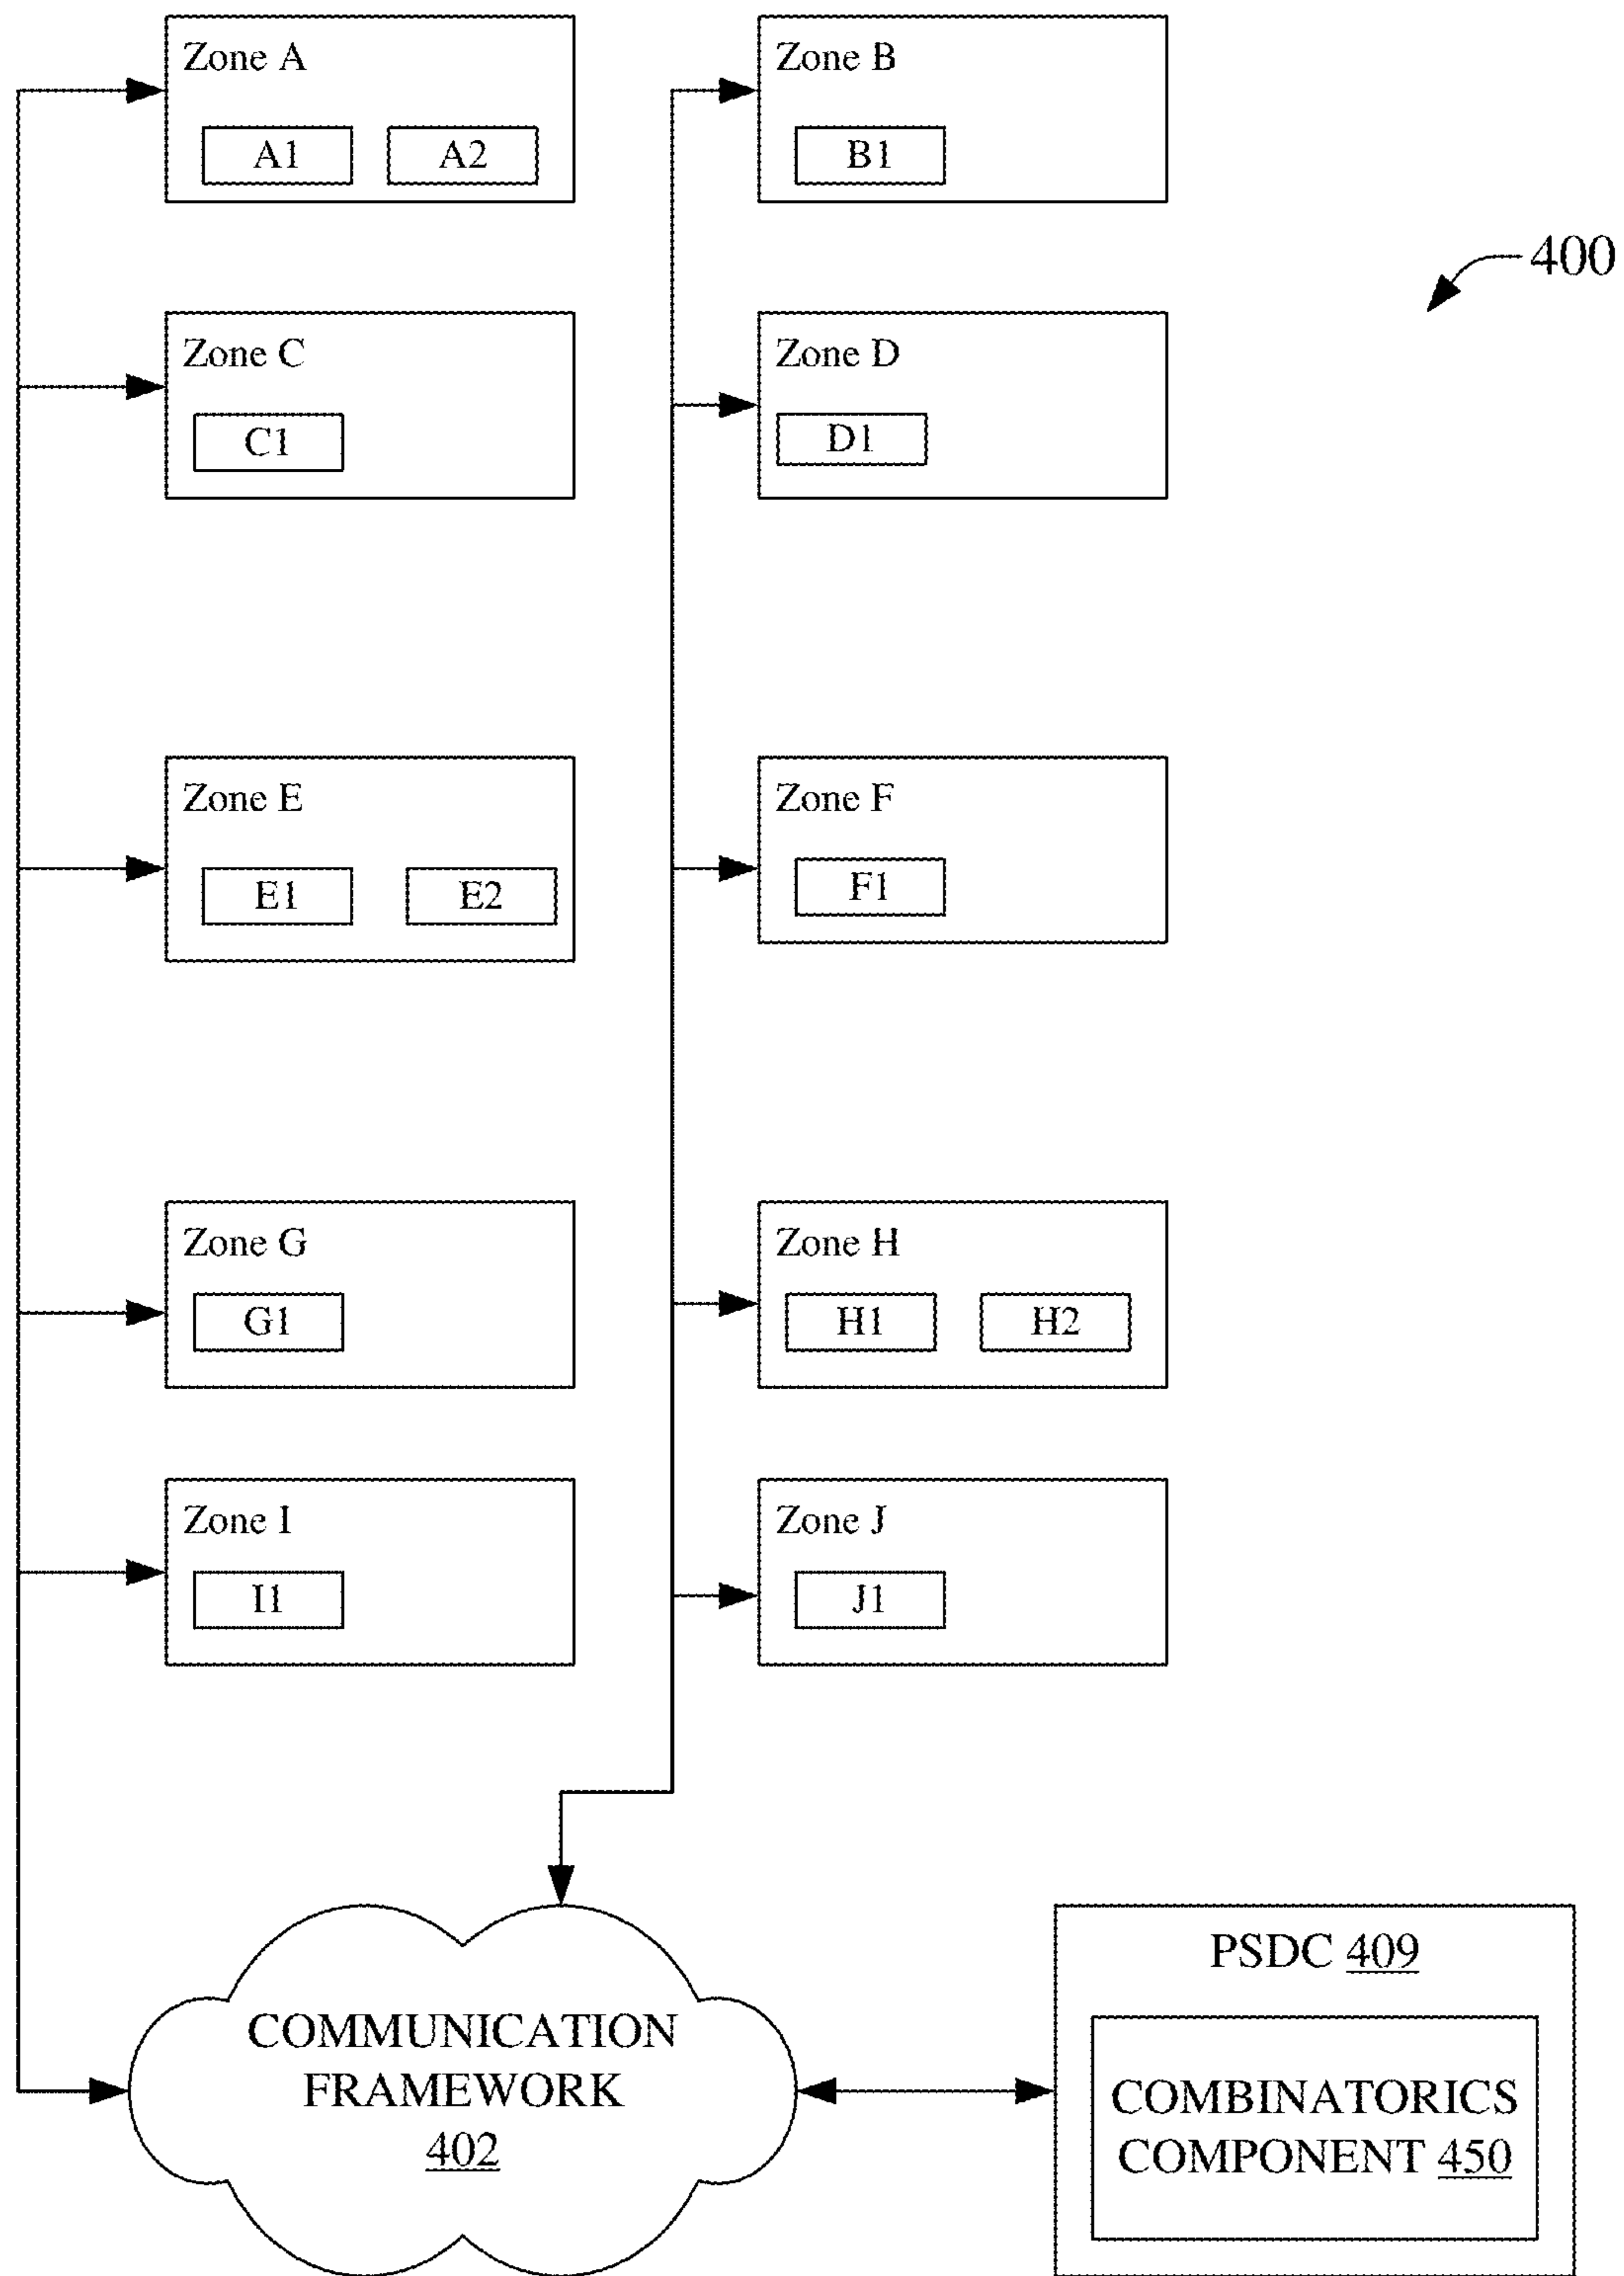 Zone A
A1 A2
Zone B
B1
400
Zone C
C1
Zone D
D1
Zone E
E1 E2
Zone F
F1
Zone G
G1
Zone H
H1 H2
Zone I
I1
Zone J
J1
COMMUNICATION
FRAMEWORK
402
PSDC 409
COMBINATORICS
COMPONENT 450